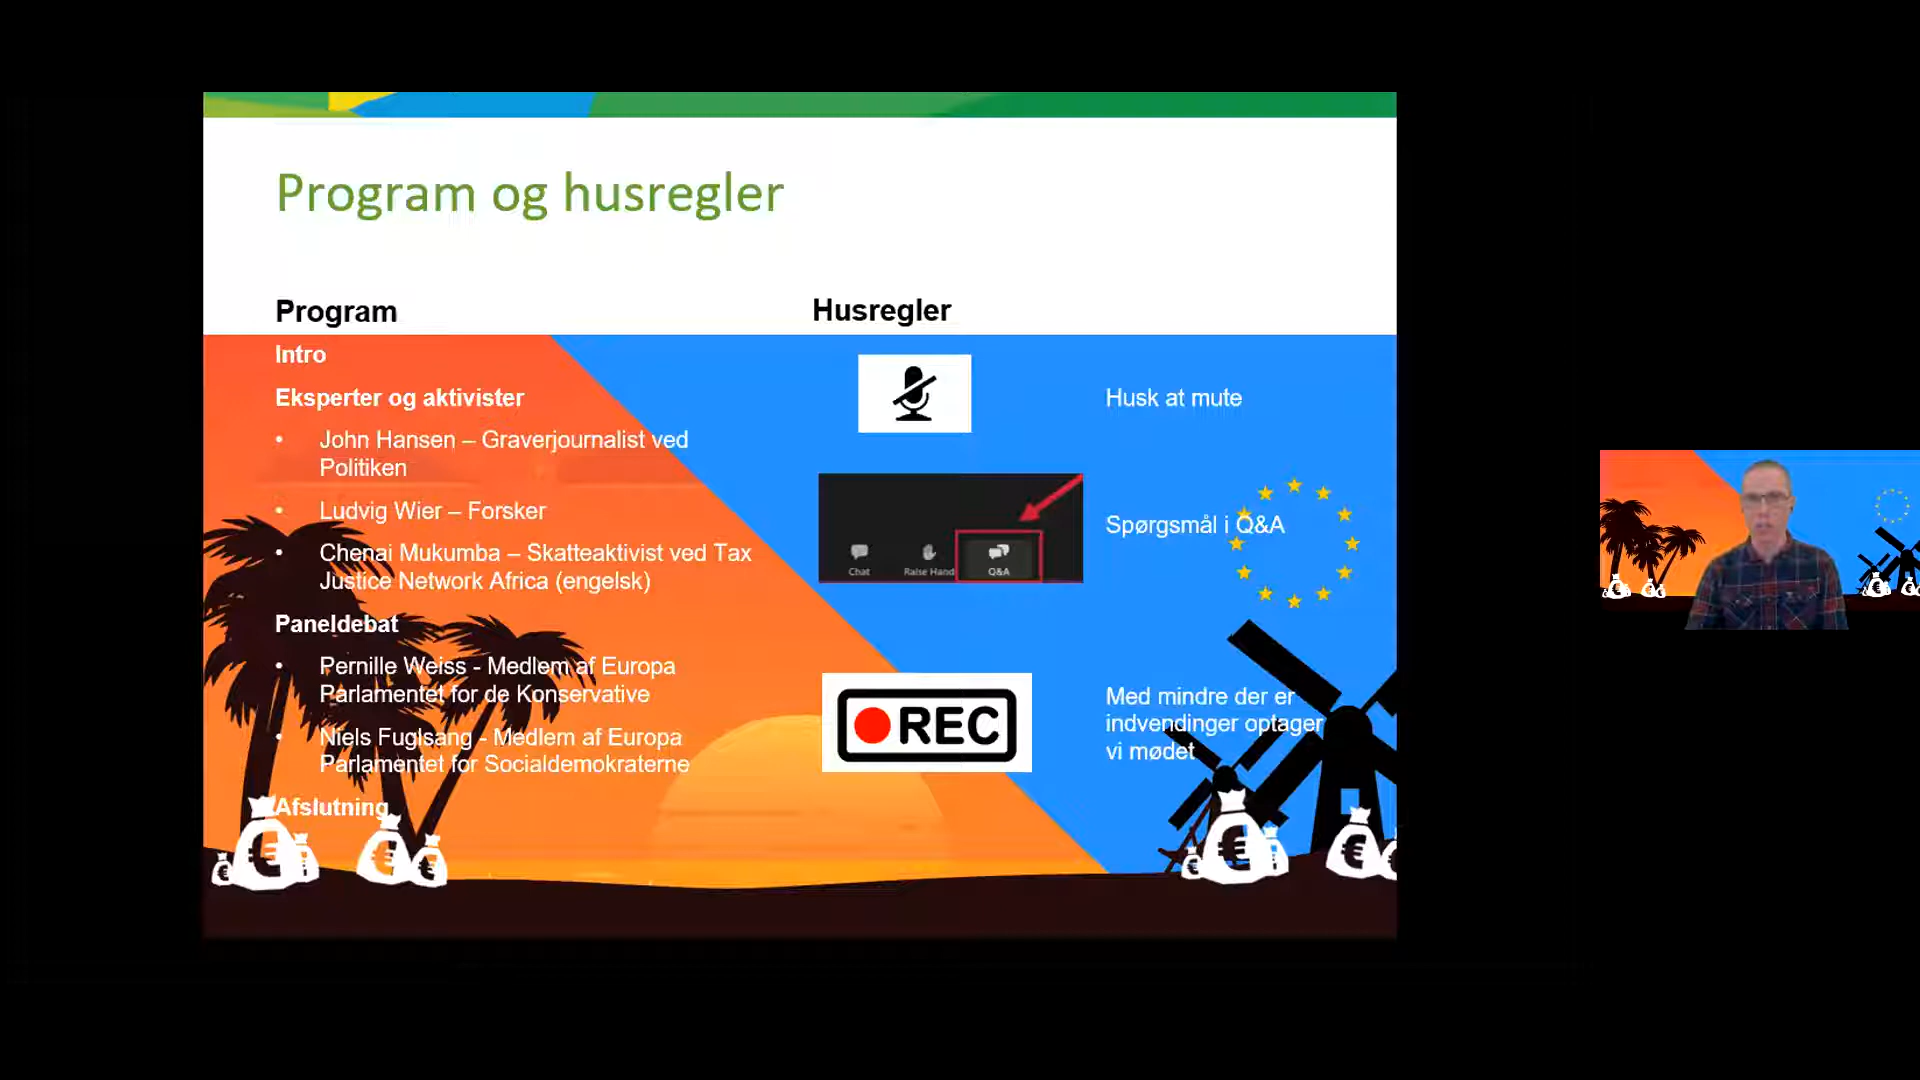 Program og husregler
Program
Intro
Eksperter og aktivister
• John Hansen – Graverjournalist ved
Politiken
• Ludvig Wier – Forsker
• Chenai Mukumba – Skatteaktivist ved Tax
Justice Network Africa (engelsk)
Paneldebat
• Pernille Weiss - Medlem af Europa
Parlamentet for de Konservative
• Niels Fuglsang - Medlem af Europa
Parlamentet for Socialdemokraterne
Afslutning
Husregler
Husk at mute
Chat Raise Hand Q&A
Spørgsmål i Q&A
REC
Med mindre der er
indvendinger optager
vi mødet